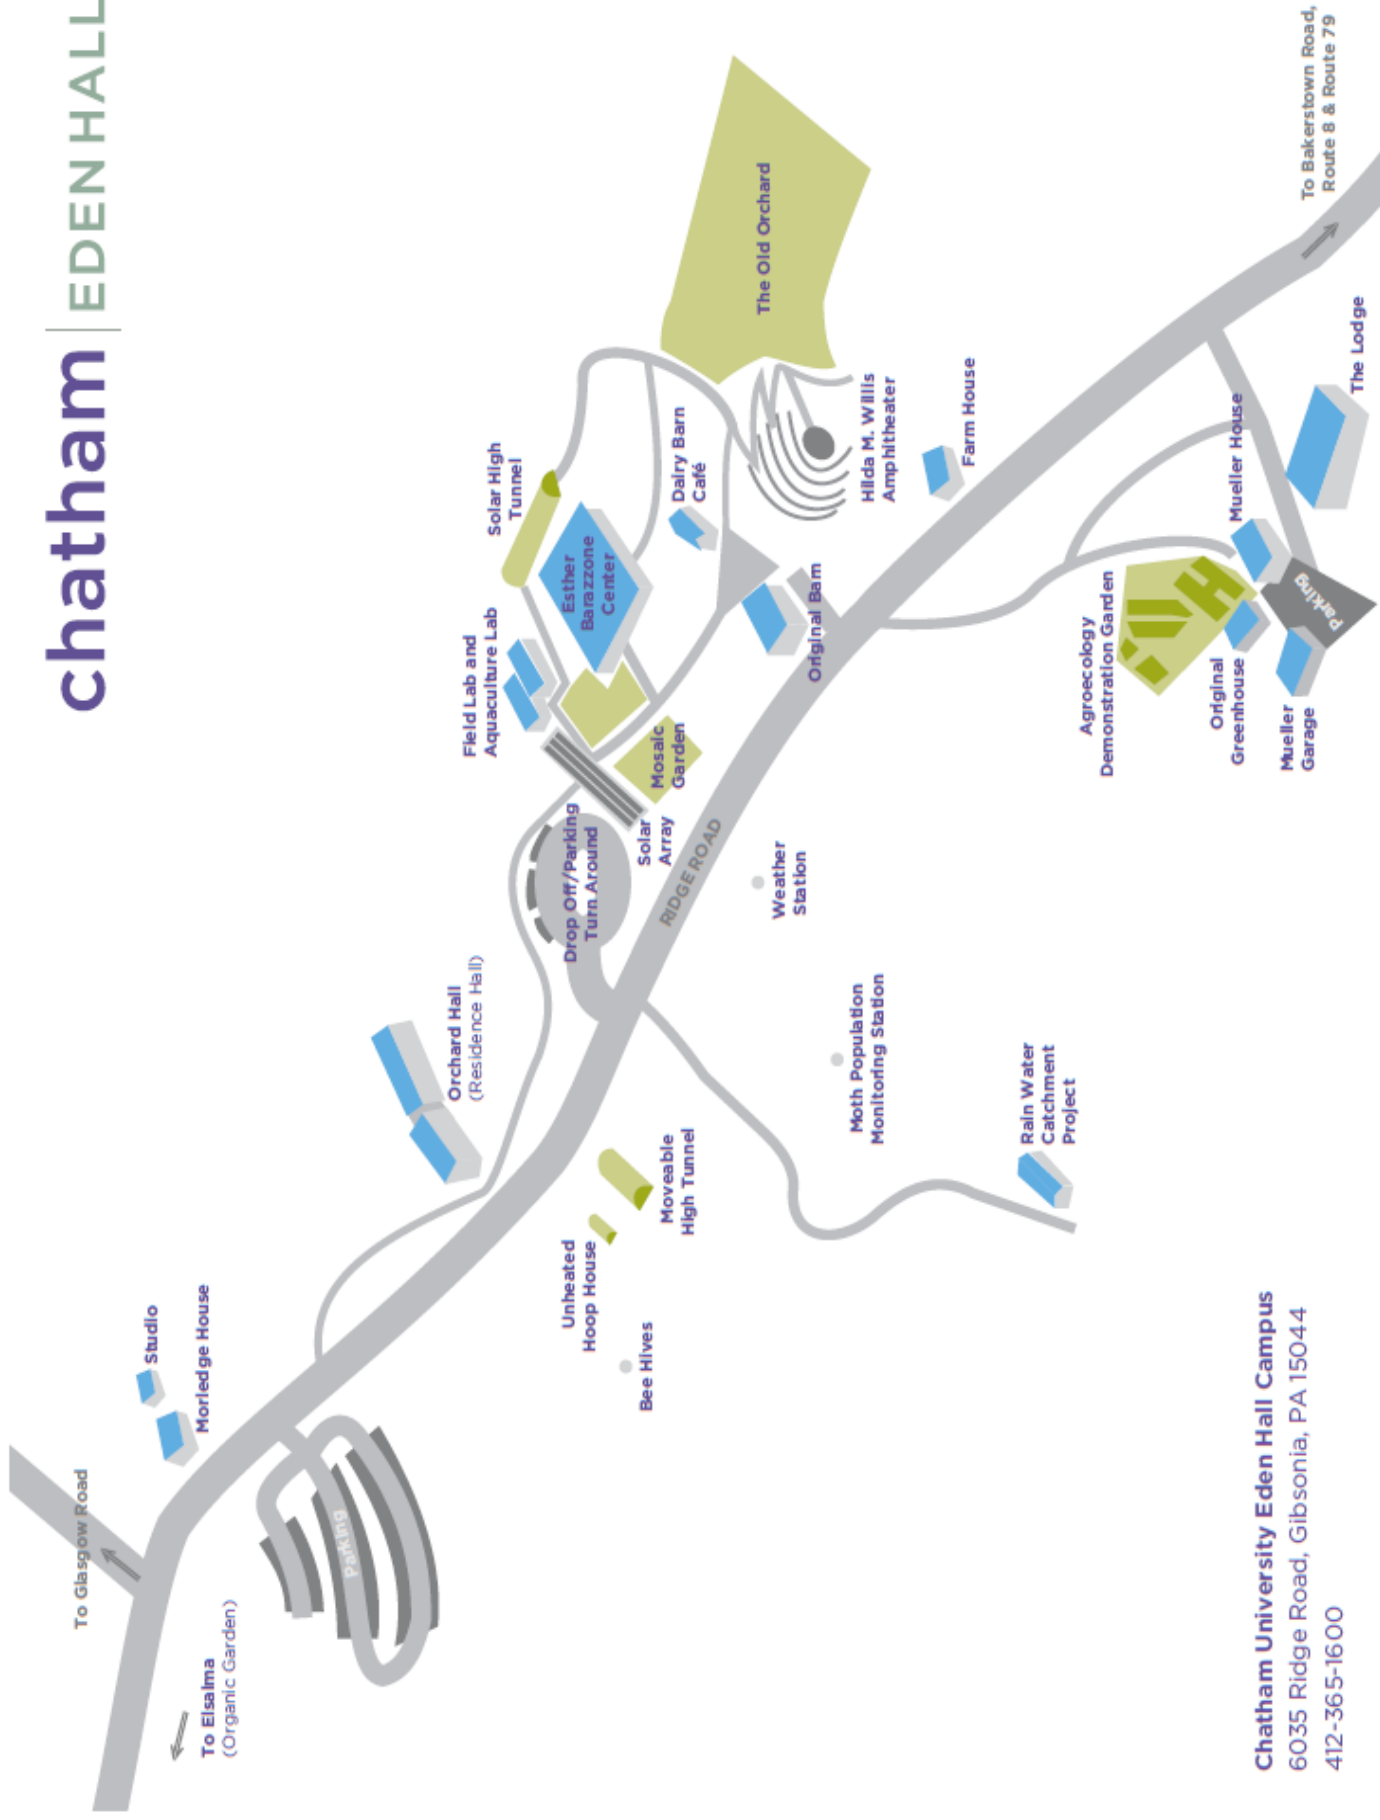 chatham | EDEN HALL
To Glasgow Road
To Elsalma
(Organic Garden)
Studio
Morledge House
Parking
Orchard Hall
(Residence Hall)
Unheated
Hoop House
Bee Hives
Moveable
High Tunnel
Drop Off/Parking
Turn Around
Field Lab and
Aquaculture Lab
Solar High
Tunnel
Esther
Barazzone
Center
Mosaic
Garden
Solar
Array
RIDGE ROAD
Dairy Barn
Café
The Old Orchard
Original Barn
Hilda M. Willis
Amphitheater
Farm House
Weather
Station
Moth Population
Monitoring Station
Rain Water
Catchment
Project
Agroecology
Demonstration Garden
Original
Greenhouse
Mueller
Garage
Mueller House
Parking
The Lodge
To Bakerstown Road,
Route 8 & Route 79
Chatham University Eden Hall Campus
6035 Ridge Road, Gibsonia, PA 15044
412-365-1600